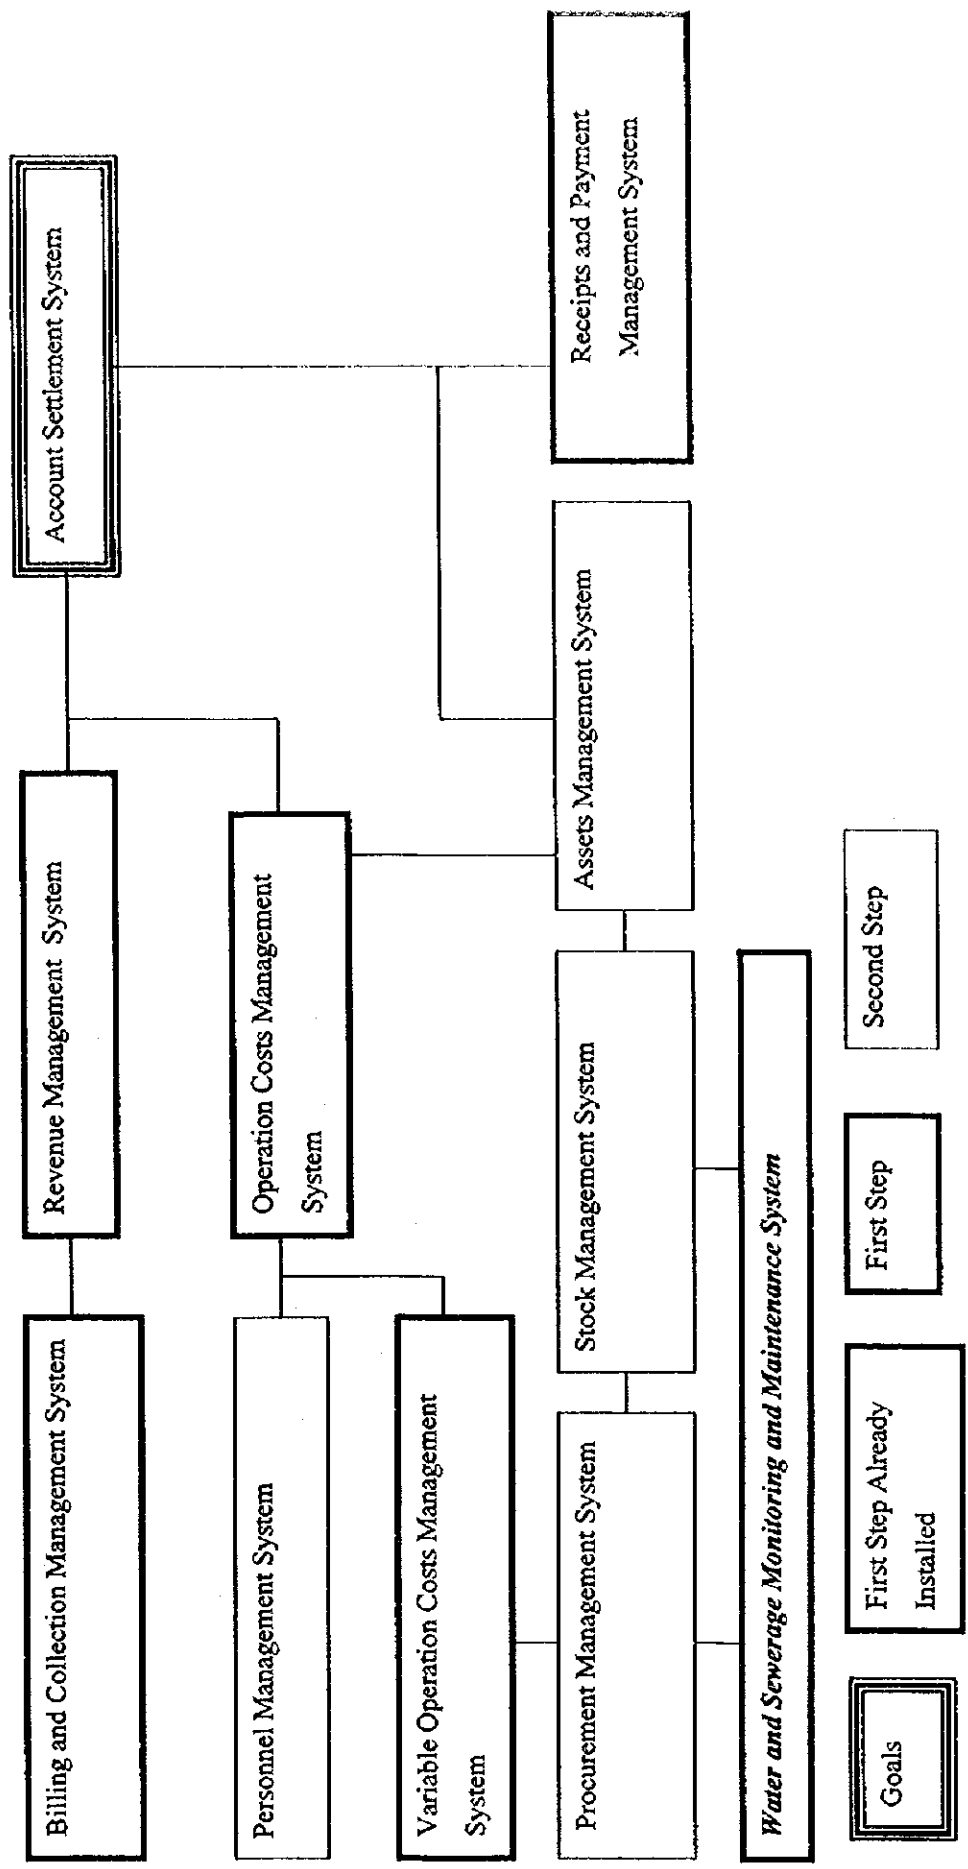 Billing and Collection Management System
Revenue Management System
Account Settlement System
Personnel Management System
Operation Costs Management
System
Variable Operation Costs Management
System
Procurement Management System
Stock Management System
Assets Management System
Receipts and Payment
Management System
Water and Sewerage Monitoring and Maintenance System
Goals
First Step Already
Installed
First Step
Second Step